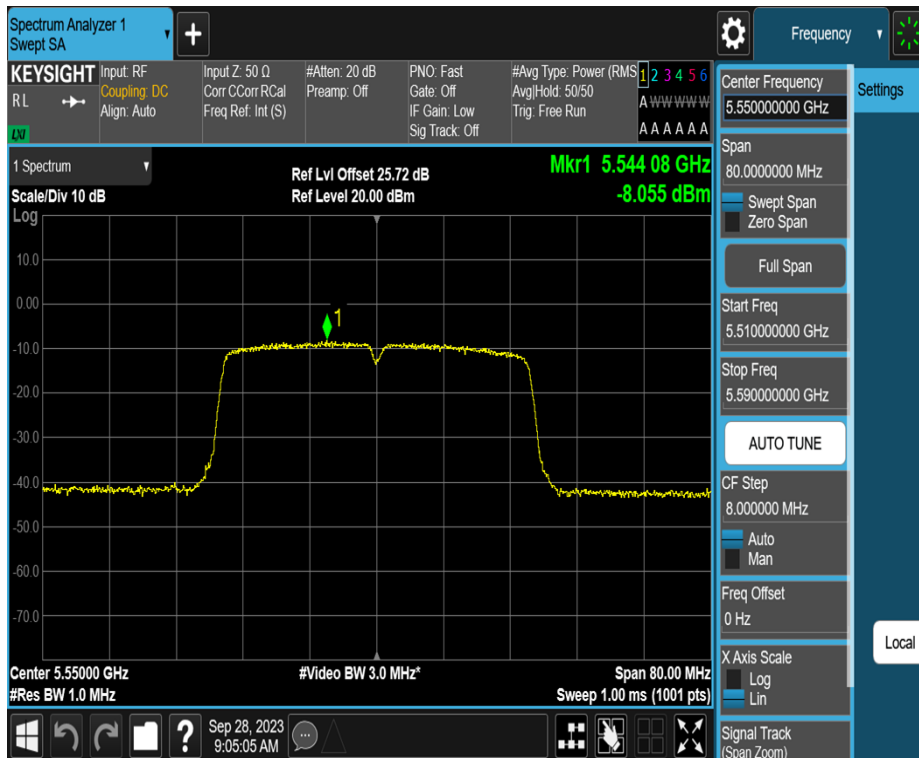 Spectrum Analyzer 1
Swept SA
+
Frequency
KEYSIGHT
R L
LXI
Input: RF
Coupling: DC
Align: Auto
Input Z: 50 Ω
Corr CCorr RCal
Freq Ref: Int (S)
#Atten: 20 dB
Preamp: Off
PNO: Fast
Gate: Off
IF Gain: Low
Sig Track: Off
#Avg Type: Power (RMS
Avg|Hold: 50/50
Trig: Free Run
1 2 3 4 5 6
A W W W W W
A A A A A A
1 Spectrum
Scale/Div 10 dB
Log
Ref Lvl Offset 25.72 dB
Ref Level 20.00 dBm
Mkr1 5.544 08 GHz
-8.055 dBm
10.0
0.00
-10.0
-20.0
-30.0
-40.0
-50.0
-60.0
-70.0
1
Center 5.55000 GHz
#Res BW 1.0 MHz
#Video BW 3.0 MHz*
Span 80.00 MHz
Sweep 1.00 ms (1001 pts)
?
Sep 28, 2023
9:05:05 AM
Center Frequency
5.550000000 GHz
Span
80.0000000 MHz
Swept Span
Zero Span
Full Span
Start Freq
5.510000000 GHz
Stop Freq
5.590000000 GHz
AUTO TUNE
CF Step
8.000000 MHz
Auto
Man
Freq Offset
0 Hz
X Axis Scale
Log
Lin
Signal Track
(Span Zoom)
Settings
Local